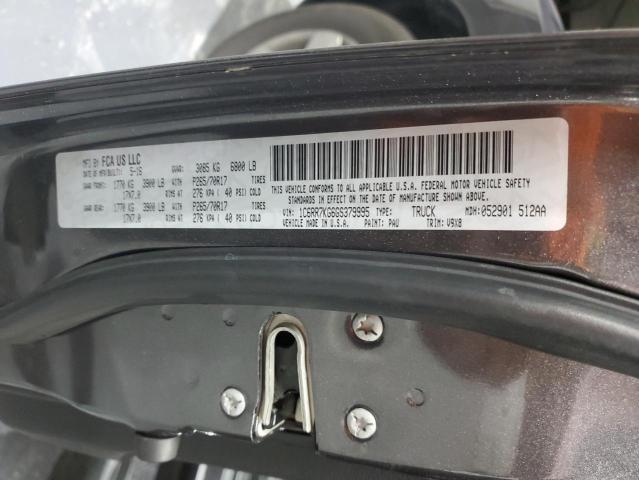 MFD BY FCA US LLC
DATE OF MFR/BUILT: 5-16 GVWR: 3085 KG 6800 LB
GAWR FRONT: 1770 KG 3900 LB WITH P265/70R17 TIRES
17X7.0 RIMS AT 276 KPA ( 40 PSI) COLD
GAWR REAR: 1770 KG 3900 LB WITH P265/70R17 TIRES
17X7.0 RIMS AT 276 KPA ( 40 PSI) COLD
THIS VEHICLE CONFORMS TO ALL APPLICABLE U.S.A. FEDERAL MOTOR VEHICLE SAFETY
STANDARDS IN EFFECT ON THE DATE OF MANUFACTURE SHOWN ABOVE.
VIN: 1C6RR7KG6GS379895 TYPE: TRUCK MDH: 052901 512AA
VEHICLE MADE IN U.S.A. PAINT: PAU TRIM: V9X8